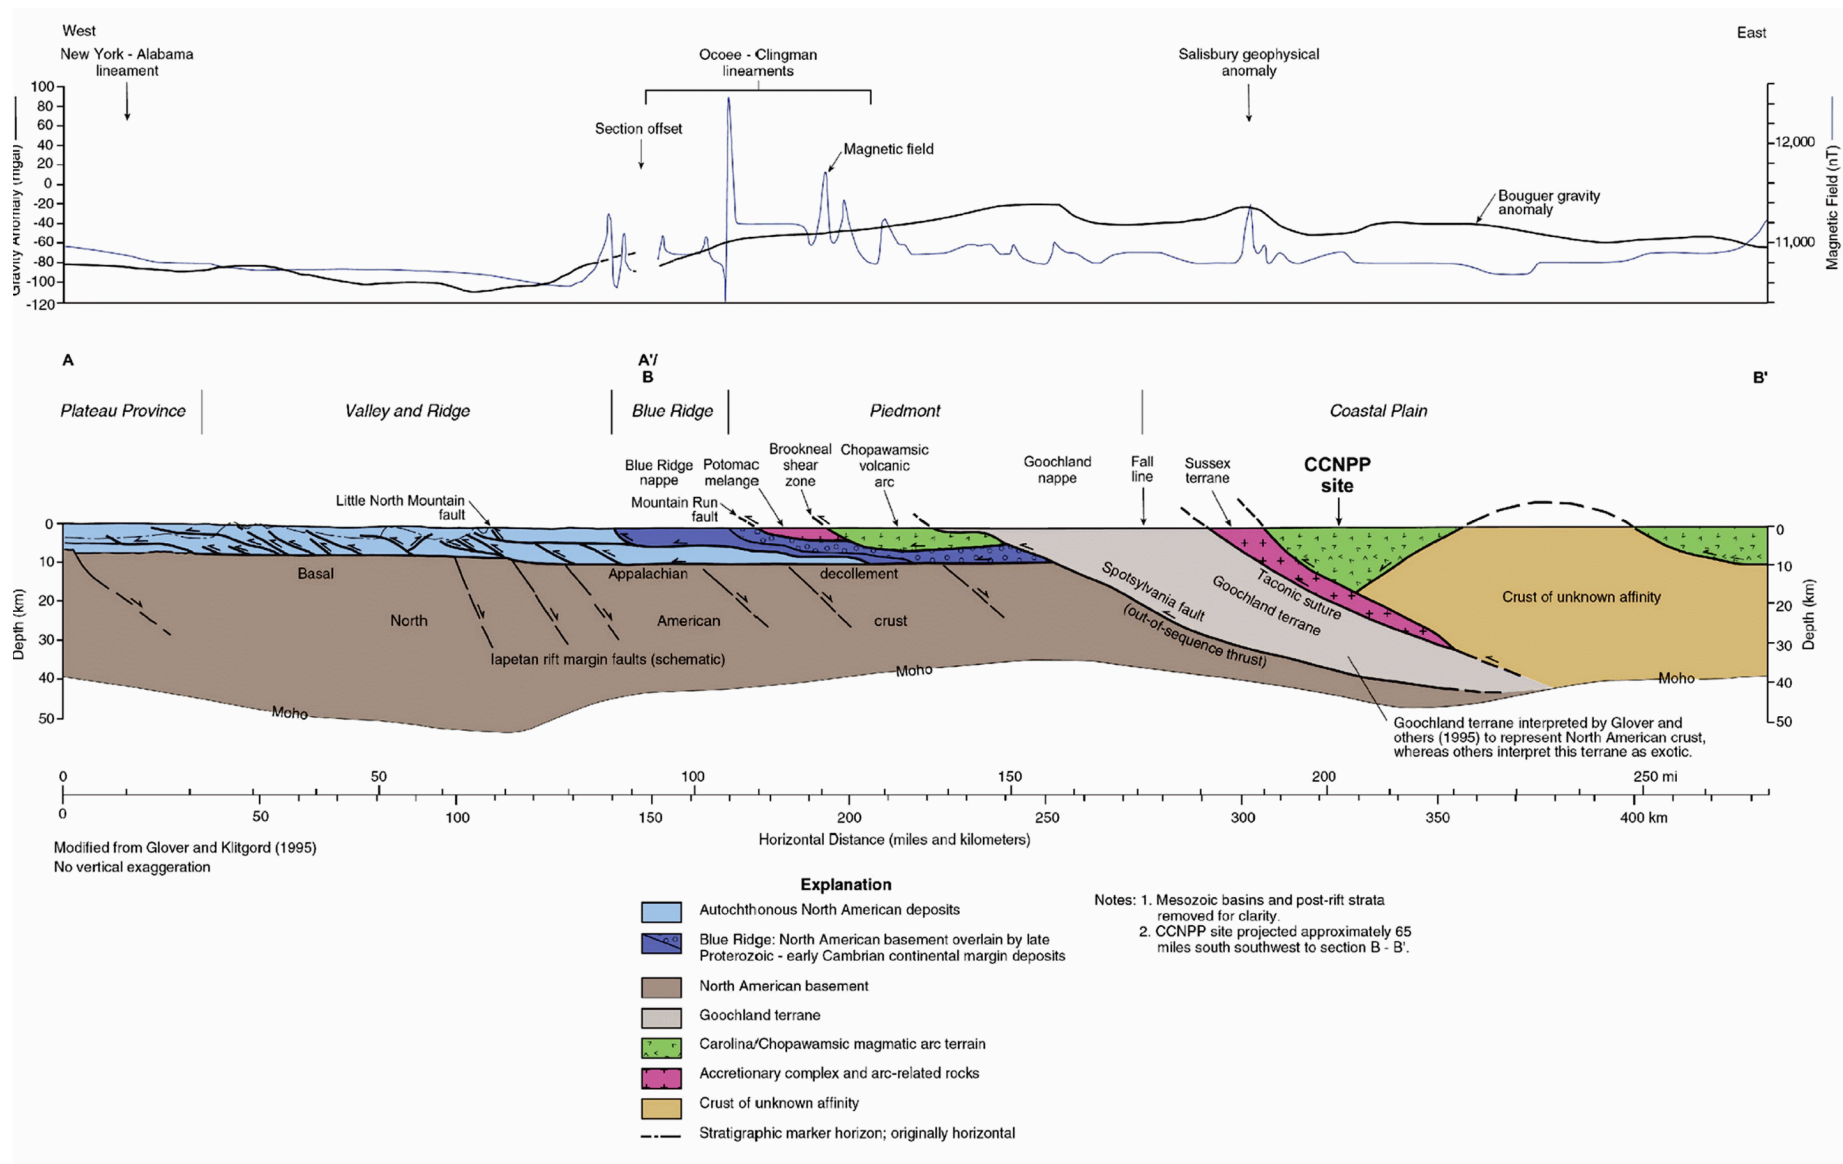 West
East
New York - Alabama
lineament
Ocoee - Clingman
lineaments
Salisbury geophysical
anomaly
Section offset
Magnetic field
Bouguer gravity
anomaly
Gravity Anomaly (mgal)
100
80
60
40
20
0
-20
-40
-60
-80
-100
-120
12,000
11,000
Magnetic Field (nT)
A
A'/
B
B'
Plateau Province
Valley and Ridge
Blue Ridge
Piedmont
Coastal Plain
Little North Mountain
fault
Blue Ridge
nappe
Mountain Run
fault
Potomac
melange
Brookneal
shear
zone
Chopawamsic
volcanic
arc
Goochland
nappe
Fall
line
Sussex
terrane
CCNPP
site
Depth (km)
0
10
20
30
40
50
0
10
20
30
40
50
Depth (km)
Basal
Appalachian
decollement
North
American
crust
Iapetan rift margin faults (schematic)
Moho
Moho
Moho
Spotsylvania fault
(out-of-sequence thrust)
Goochland terrane
Taconic suture
Crust of unknown affinity
Goochland terrane interpreted by Glover and
others (1995) to represent North American crust,
whereas others interpret this terrane as exotic.
0
50
100
150
200
250 mi
0
50
100
150
200
250
300
350
400 km
Horizontal Distance (miles and kilometers)
Modified from Glover and Klitgord (1995)
No vertical exaggeration
Explanation
Autochthonous North American deposits
Blue Ridge: North American basement overlain by late
Proterozoic - early Cambrian continental margin deposits
North American basement
Goochland terrane
Carolina/Chopawamsic magmatic arc terrain
Accretionary complex and arc-related rocks
Crust of unknown affinity
Stratigraphic marker horizon; originally horizontal
Notes: 1. Mesozoic basins and post-rift strata
removed for clarity.
2. CCNPP site projected approximately 65
miles south southwest to section B - B'.